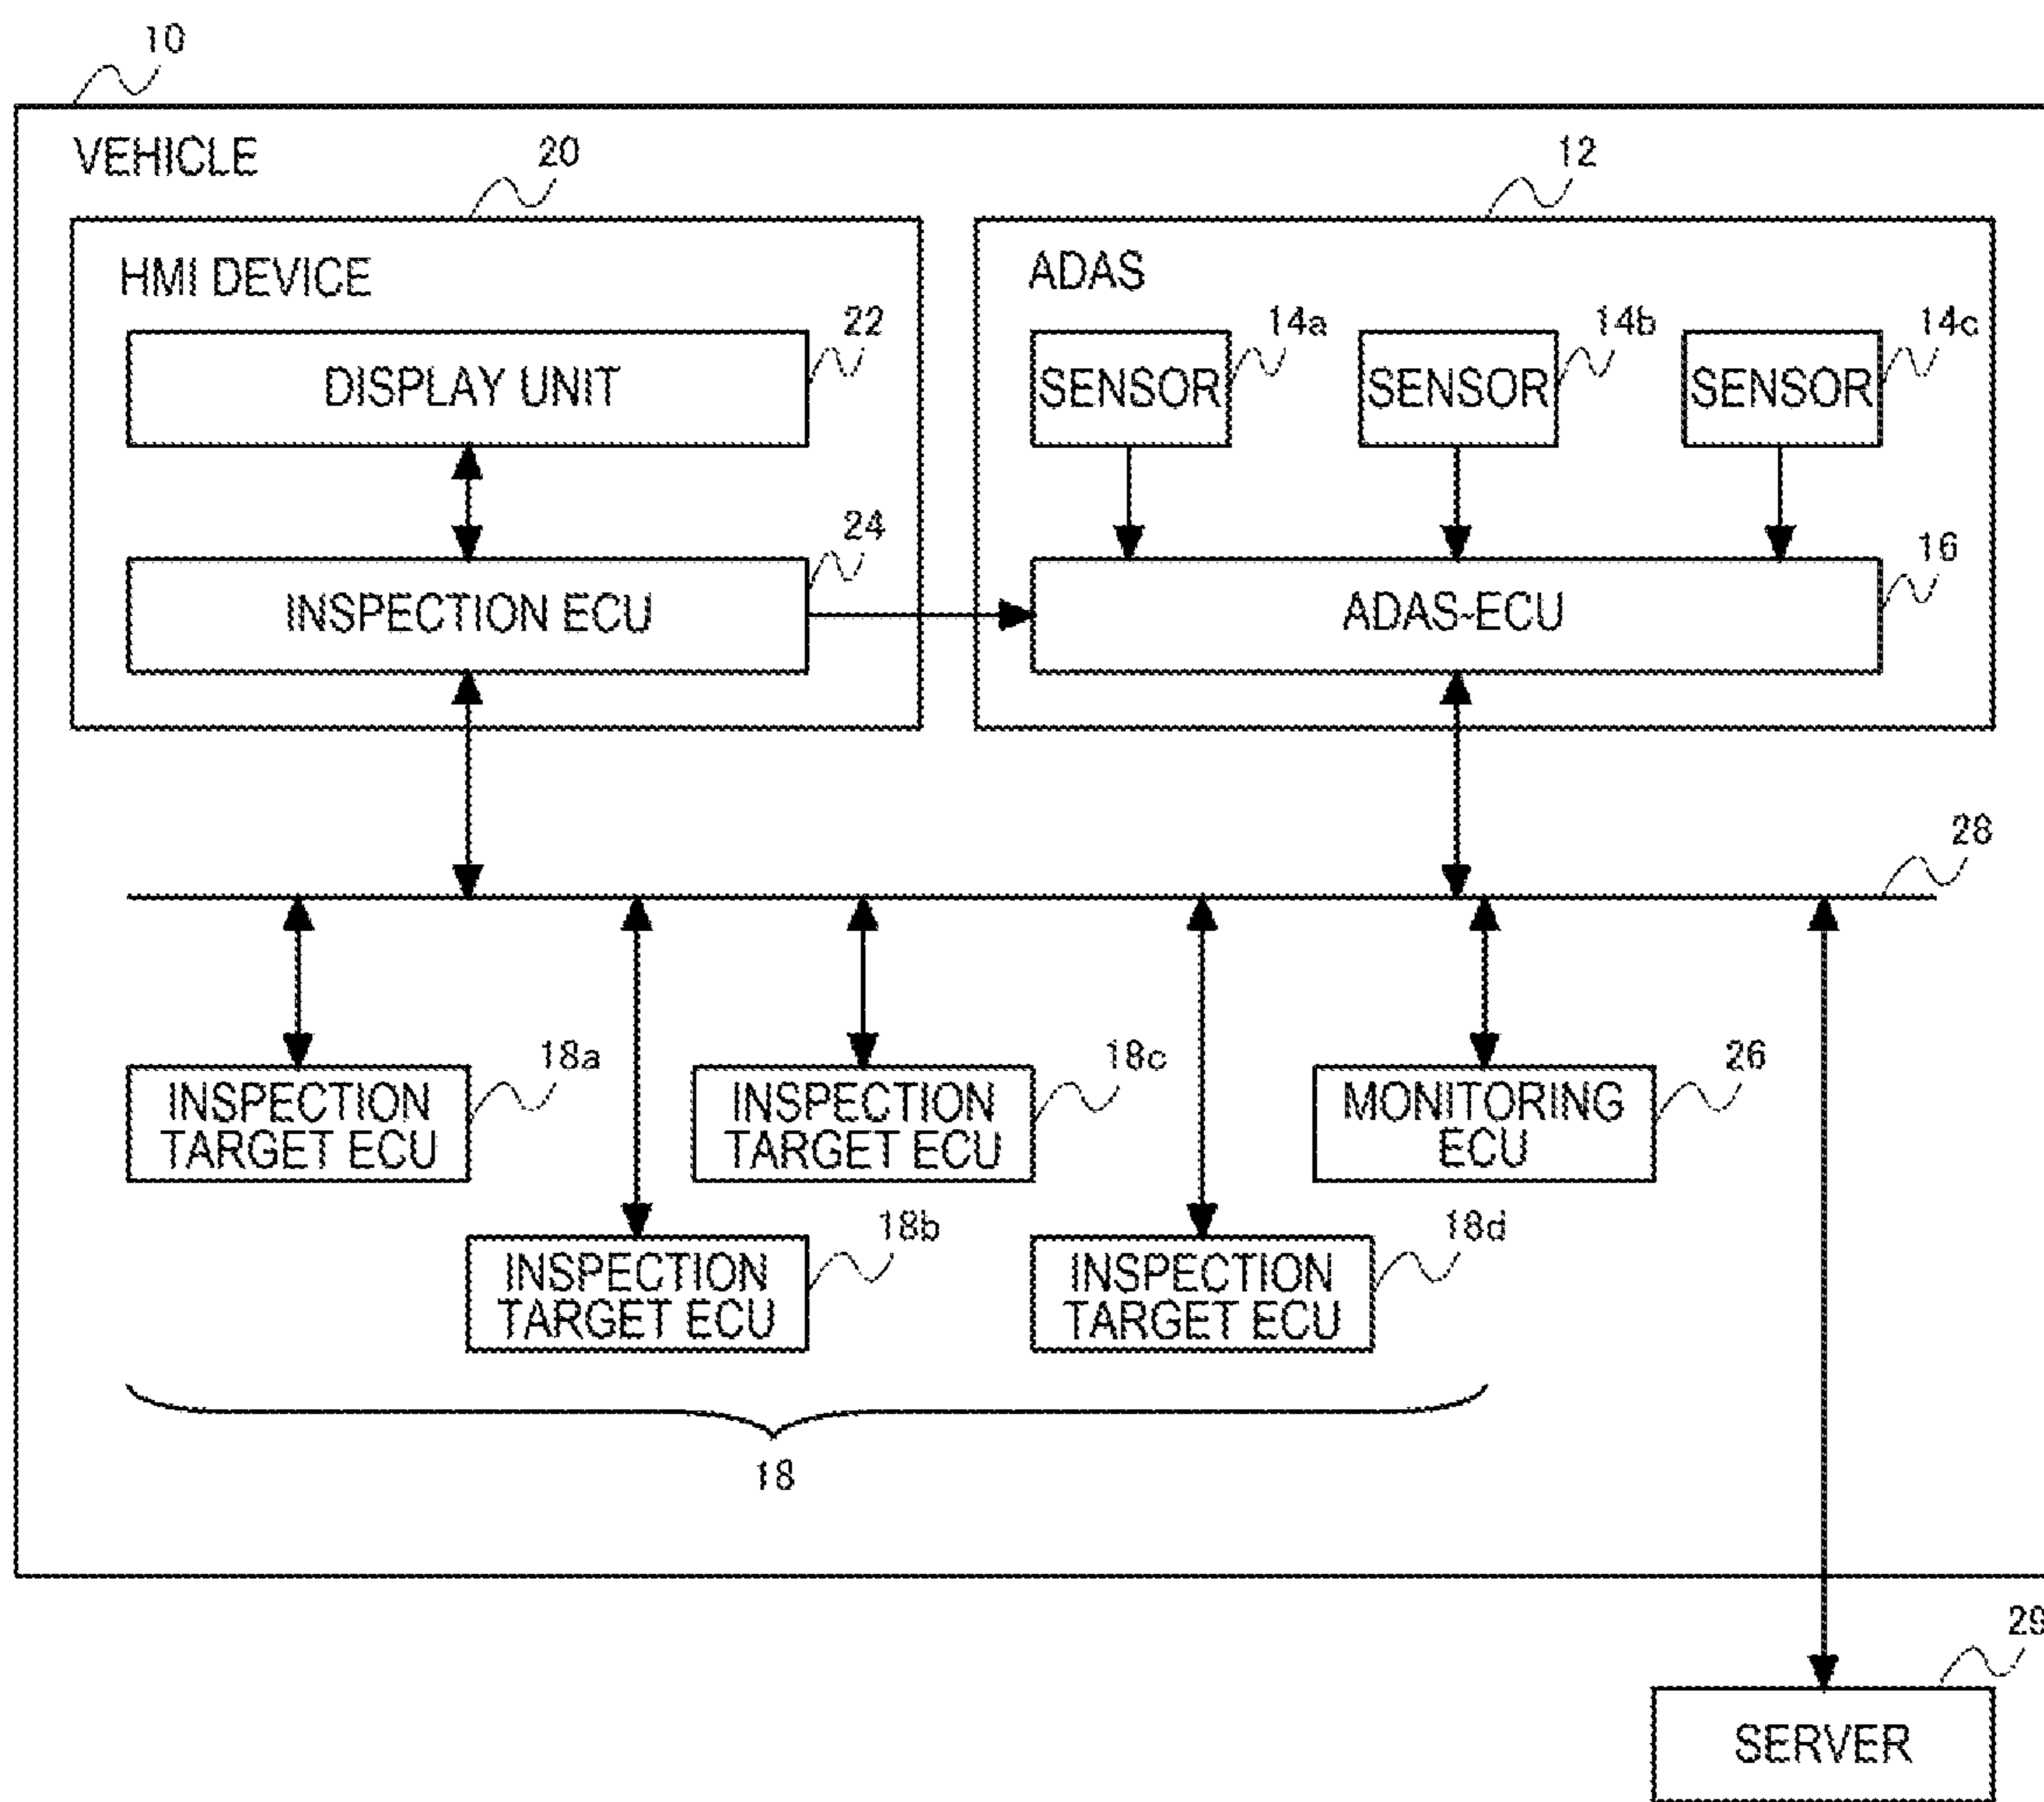 10
VEHICLE
20
12
HMI DEVICE
ADAS
22
14a
14b
14c
DISPLAY UNIT
SENSOR
SENSOR
SENSOR
24
16
INSPECTION ECU
ADAS-ECU
28
18a
18c
26
INSPECTION
TARGET ECU
INSPECTION
TARGET ECU
MONITORING
ECU
18b
18d
INSPECTION
TARGET ECU
INSPECTION
TARGET ECU
18
29
SERVER